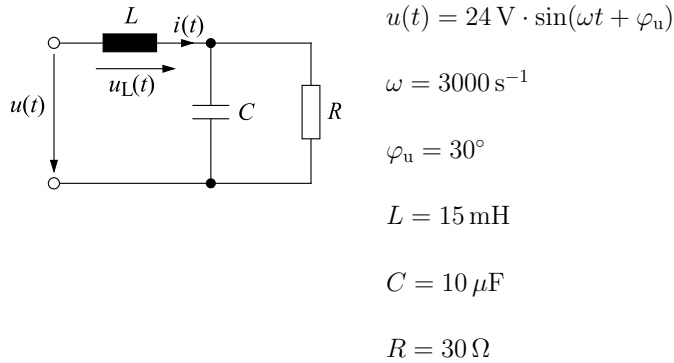 L
i(t)
u_L(t)
u(t)
C
R
u(t) = 24 V · sin(ωt + φ_u)
ω = 3000 s⁻¹
φ_u = 30°
L = 15 mH
C = 10 μF
R = 30 Ω